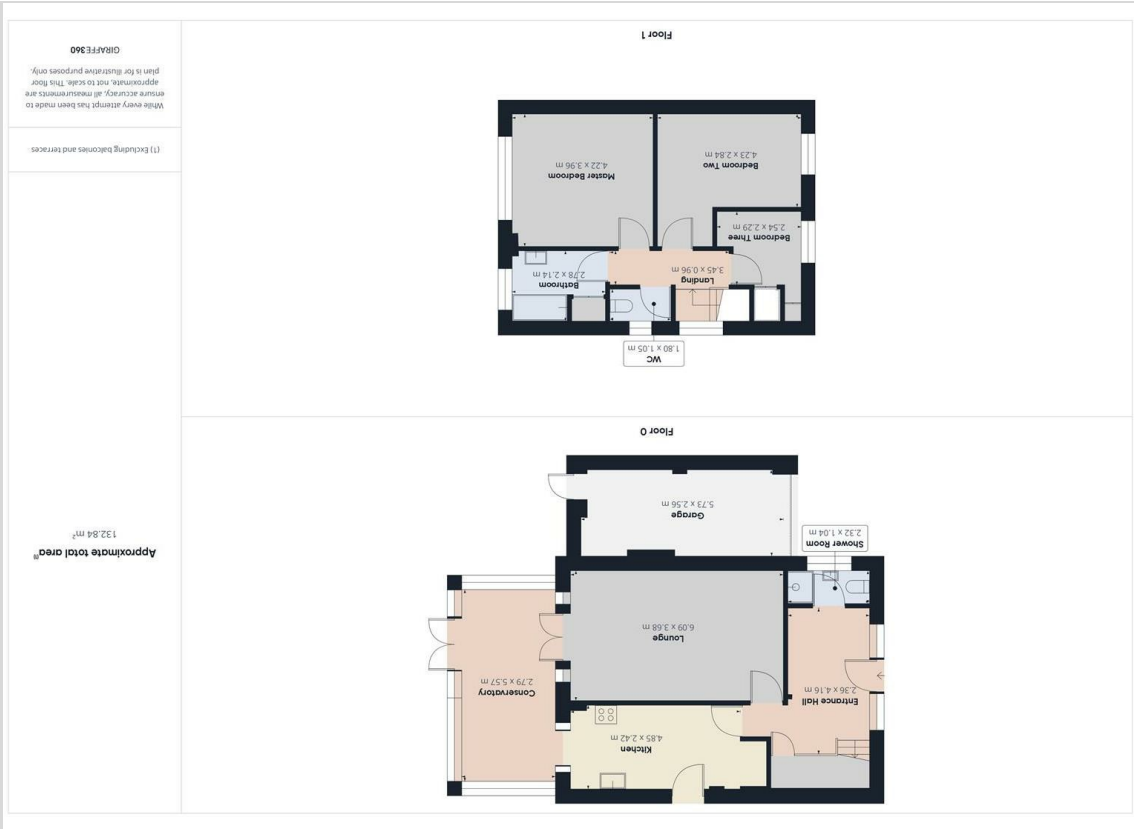 Kitchen
4.85 x 2.42 m
Entrance Hall
2.36 x 4.16 m
Conservatory
2.79 x 5.57 m
Lounge
6.09 x 3.68 m
Shower Room
2.32 x 1.04 m
Garage
5.73 x 2.56 m
Floor 0
WC
1.80 x 1.05 m
Landing
3.45 x 0.96 m
Bathroom
2.78 x 2.14 m
Bedroom Three
2.54 x 2.29 m
Bedroom Two
4.23 x 2.84 m
Master Bedroom
4.22 x 3.96 m
Floor 1
Approximate total area⁽¹⁾
132.84 m²
(1) Excluding balconies and terraces
While every attempt has been made to
ensure accuracy, all measurements are
approximate, not to scale. This floor
plan is for illustrative purposes only.
GIRAFFE360